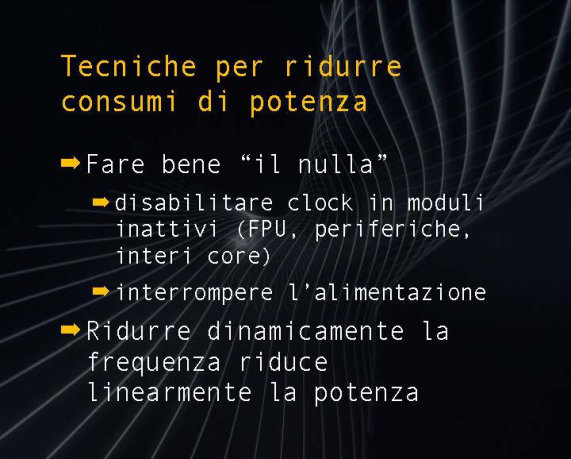 Tecniche per ridurre
consumi di potenza
➡Fare bene “il nulla”
➡disabilitare clock in moduli
inattivi (FPU, periferiche,
interi core)
➡interrompere l’alimentazione
➡Ridurre dinamicamente la
frequenza riduce
linearmente la potenza